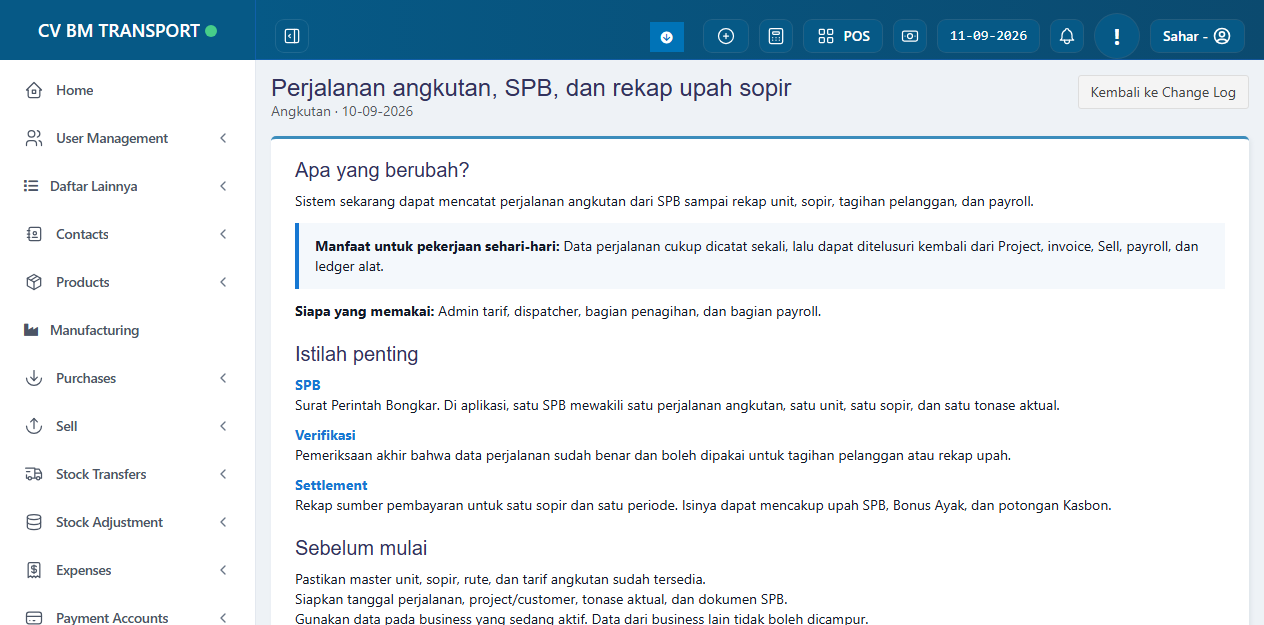 CV BM TRANSPORT
POS
11-09-2026
Sahar -
Home
User Management
Daftar Lainnya
Contacts
Products
Manufacturing
Purchases
Sell
Stock Transfers
Stock Adjustment
Expenses
Payment Accounts
Perjalanan angkutan, SPB, dan rekap upah sopir
Angkutan · 10-09-2026
Kembali ke Change Log
Apa yang berubah?
Sistem sekarang dapat mencatat perjalanan angkutan dari SPB sampai rekap unit, sopir, tagihan pelanggan, dan payroll.
Manfaat untuk pekerjaan sehari-hari: Data perjalanan cukup dicatat sekali, lalu dapat ditelusuri kembali dari Project, invoice, Sell, payroll, dan
ledger alat.
Siapa yang memakai: Admin tarif, dispatcher, bagian penagihan, dan bagian payroll.
Istilah penting
SPB
Surat Perintah Bongkar. Di aplikasi, satu SPB mewakili satu perjalanan angkutan, satu unit, satu sopir, dan satu tonase aktual.
Verifikasi
Pemeriksaan akhir bahwa data perjalanan sudah benar dan boleh dipakai untuk tagihan pelanggan atau rekap upah.
Settlement
Rekap sumber pembayaran untuk satu sopir dan satu periode. Isinya dapat mencakup upah SPB, Bonus Ayak, dan potongan Kasbon.
Sebelum mulai
Pastikan master unit, sopir, rute, dan tarif angkutan sudah tersedia.
Siapkan tanggal perjalanan, project/customer, tonase aktual, dan dokumen SPB.
Gunakan data pada business yang sedang aktif. Data dari business lain tidak boleh dicampur.